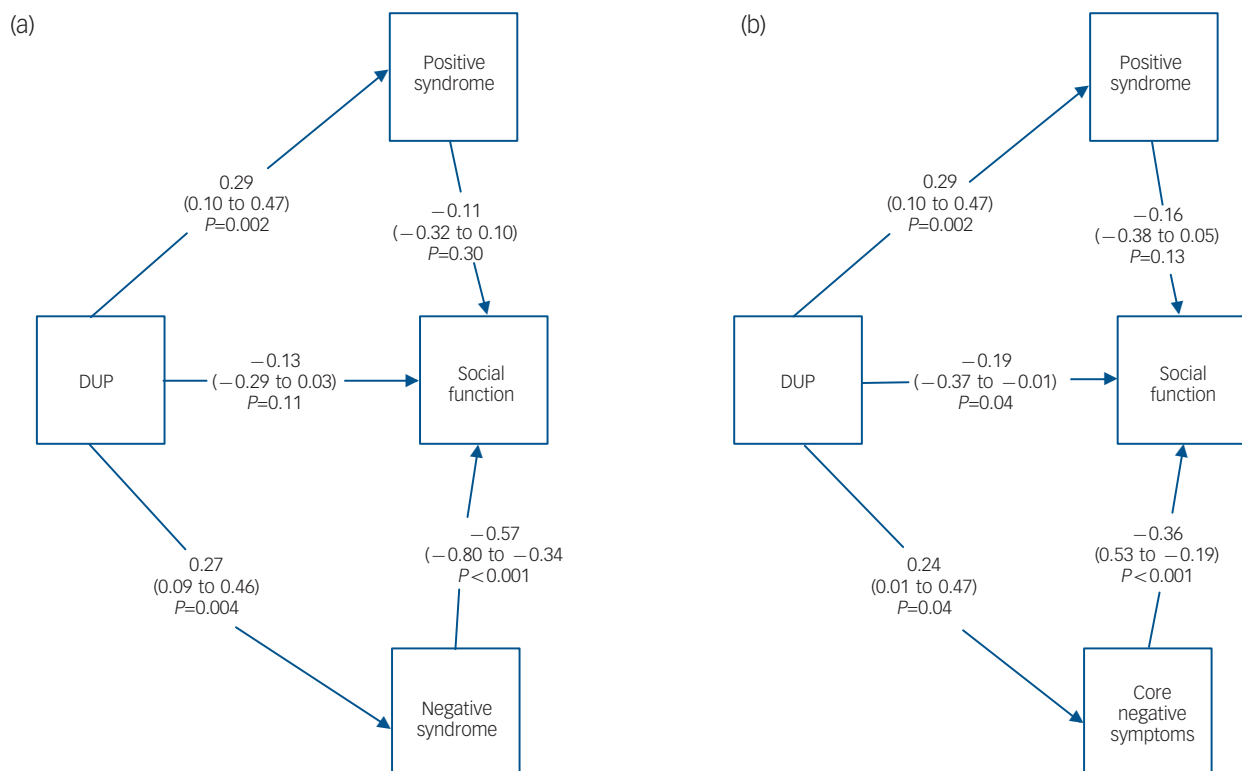 (a)
Positive
syndrome
0.29
(0.10 to 0.47)
P=0.002
−0.11
(−0.32 to 0.10)
P=0.30
DUP
−0.13
(−0.29 to 0.03)
P=0.11
Social
function
0.27
(0.09 to 0.46)
P=0.004
−0.57
(−0.80 to −0.34
P<0.001
Negative
syndrome
(b)
Positive
syndrome
0.29
(0.10 to 0.47)
P=0.002
−0.16
(−0.38 to 0.05)
P=0.13
DUP
−0.19
(−0.37 to −0.01)
P=0.04
Social
function
0.24
(0.01 to 0.47)
P=0.04
−0.36
(0.53 to −0.19)
P<0.001
Core
negative
symptoms